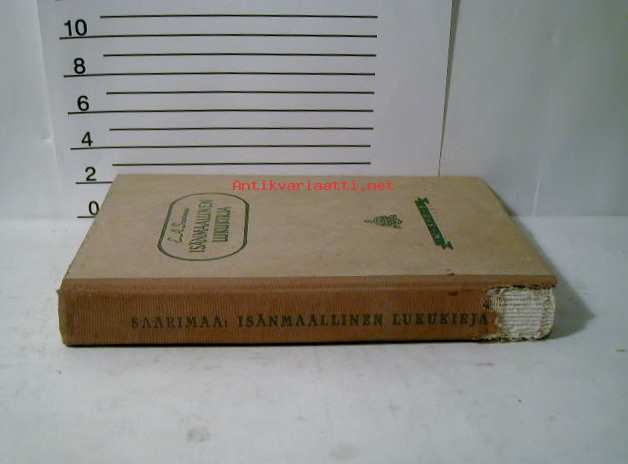 10
8
6
4
2
0
Antikvariaatti.net
ISÄNMAALLINEN
LUKUKIRJA
SAARIMAA: ISÄNMAALLINEN LUKUKIRJA